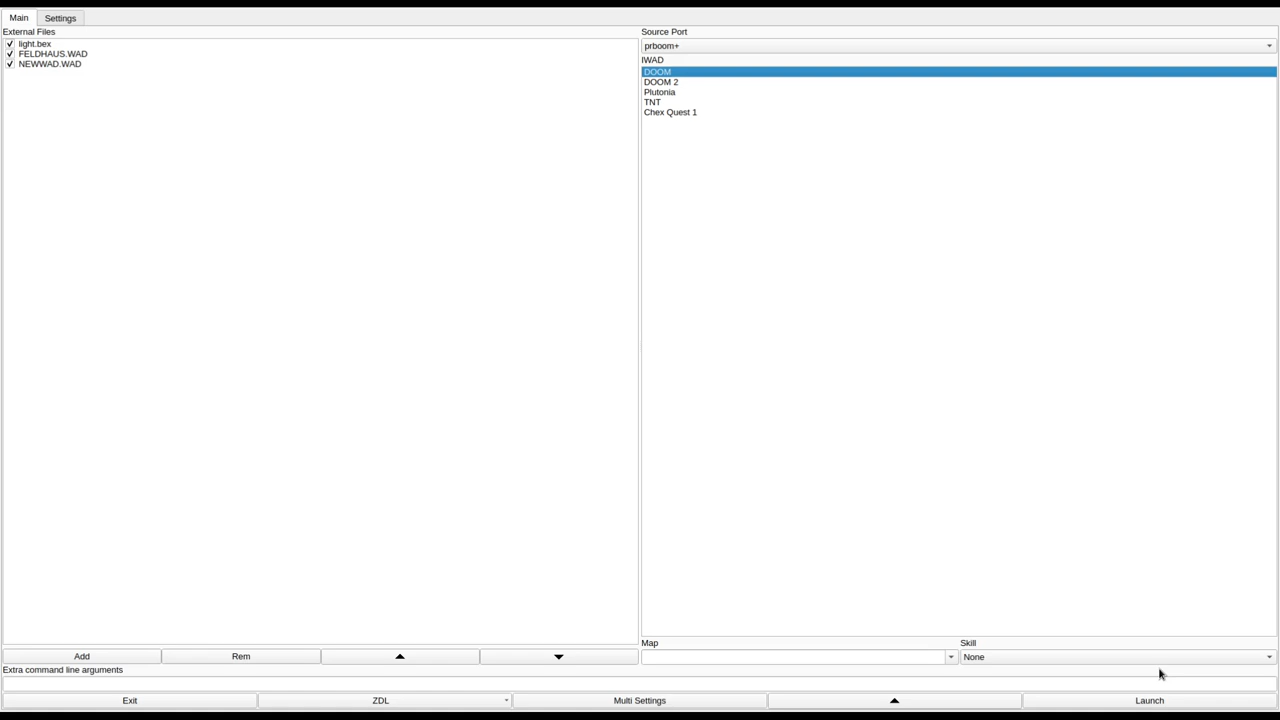 Main
Settings
External Files
light.bex
FELDHAUS.WAD
NEWWAD.WAD
Source Port
prboom+
IWAD
DOOM
DOOM 2
Plutonia
TNT
Chex Quest 1
Map
Skill
None
Add
Rem
Extra command line arguments
Exit
ZDL
Multi Settings
Launch